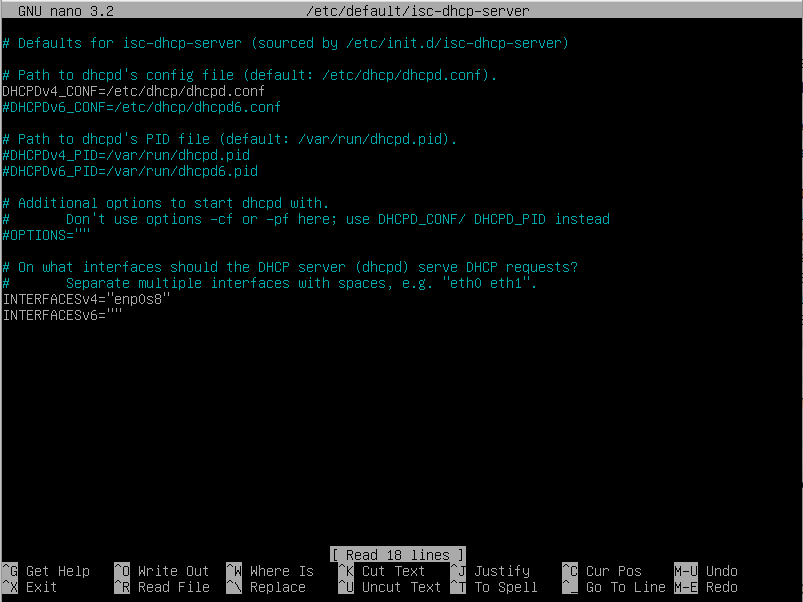 GNU nano 3.2 /etc/default/isc-dhcp-server
# Defaults for isc-dhcp-server (sourced by /etc/init.d/isc-dhcp-server)
# Path to dhcpd's config file (default: /etc/dhcp/dhcpd.conf).
DHCPDv4_CONF=/etc/dhcp/dhcpd.conf
#DHCPDv6_CONF=/etc/dhcp/dhcpd6.conf
# Path to dhcpd's PID file (default: /var/run/dhcpd.pid).
#DHCPDv4_PID=/var/run/dhcpd.pid
#DHCPDv6_PID=/var/run/dhcpd6.pid
# Additional options to start dhcpd with.
#       Don't use options -cf or -pf here; use DHCPD_CONF/ DHCPD_PID instead
#OPTIONS=""
# On what interfaces should the DHCP server (dhcpd) serve DHCP requests?
#       Separate multiple interfaces with spaces, e.g. "eth0 eth1".
INTERFACESv4="enp0s8"
INTERFACESv6=""
[ Read 18 lines ]
^G Get Help ^O Write Out ^W Where Is ^K Cut Text ^J Justify ^C Cur Pos M-U Undo
^X Exit ^R Read File ^\ Replace ^U Uncut Text ^T To Spell ^_ Go To Line M-E Redo